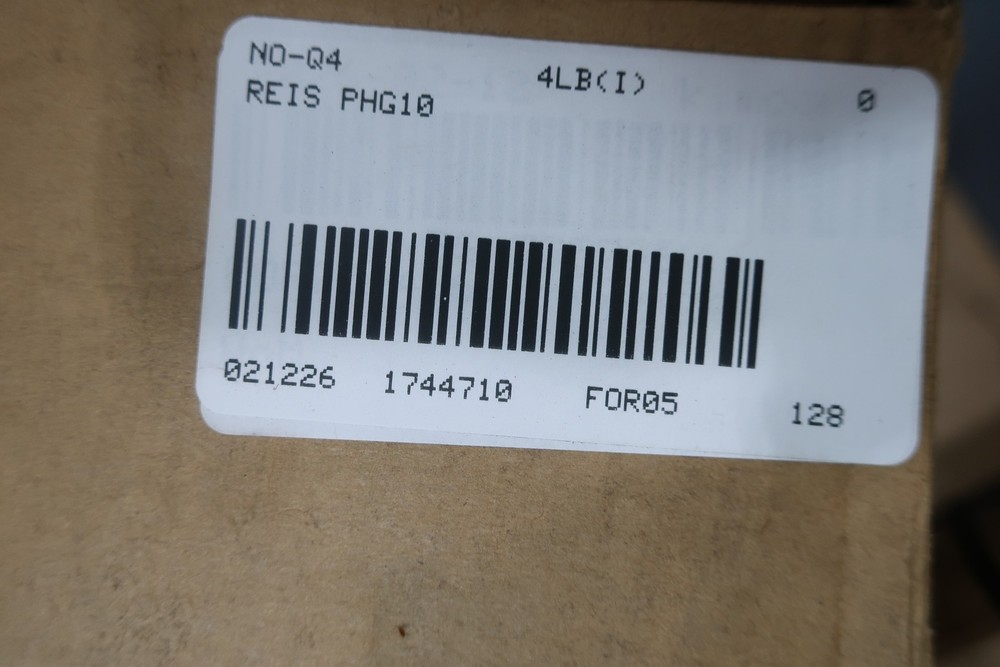 NO-Q4 4LB(I) 0
REIS PHG10
021226 1744710 FOR05 128